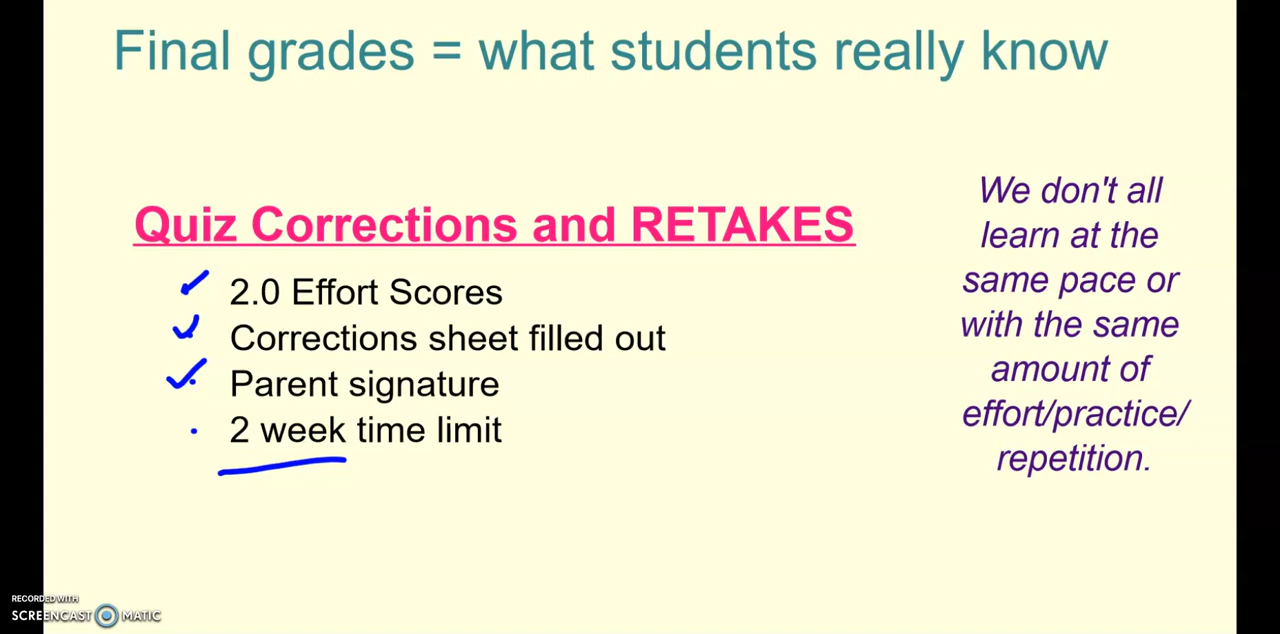 Final grades = what students really know
Quiz Corrections and RETAKES
2.0 Effort Scores
Corrections sheet filled out
Parent signature
2 week time limit
We don't all
learn at the
same pace or
with the same
amount of
effort/practice/
repetition.
RECORDED WITH
SCREENCAST MATIC